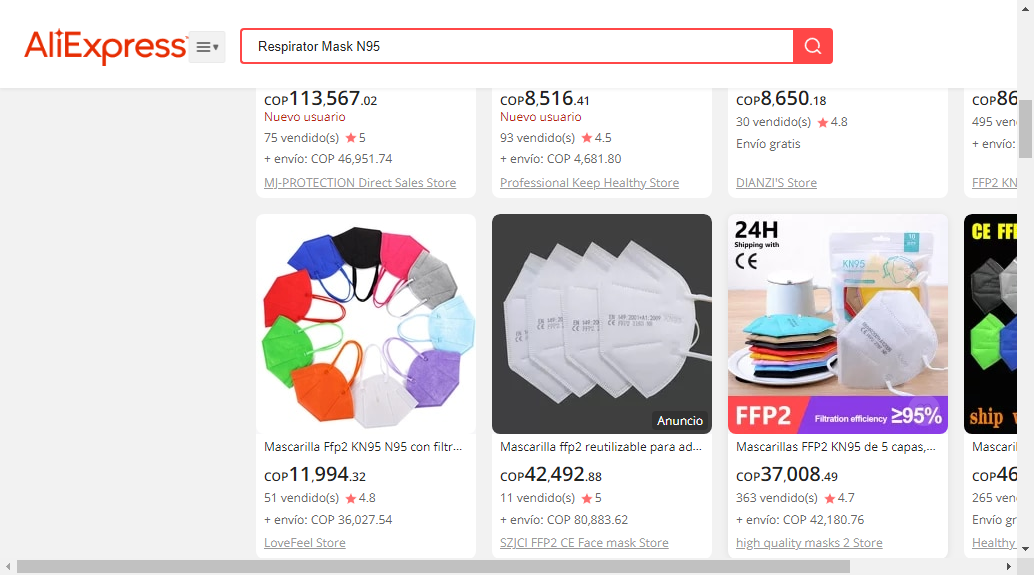 AliExpress
Respirator Mask N95
COP113,567.02
Nuevo usuario
75 vendido(s) ★ 5
+ envío: COP 46,951.74
MJ-PROTECTION Direct Sales Store
COP8,516.41
Nuevo usuario
93 vendido(s) ★ 4.5
+ envío: COP 4,681.80
Professional Keep Healthy Store
COP8,650.18
30 vendido(s) ★ 4.8
Envío gratis
DIANZI'S Store
COP86
495 ven
+ envío:
FFP2 KN
Mascarilla Ffp2 KN95 N95 con filtr...
COP11,994.32
51 vendido(s) ★ 4.8
+ envío: COP 36,027.54
LoveFeel Store
Anuncio
Mascarilla ffp2 reutilizable para ad...
COP42,492.88
11 vendido(s) ★ 5
+ envío: COP 80,883.62
SZJCI FFP2 CE Face mask Store
24H
Shipping with
CE
KN95
FFP2 Filtration efficiency ≥95%
Mascarillas FFP2 KN95 de 5 capas,...
COP37,008.49
363 vendido(s) ★ 4.7
+ envío: COP 42,180.76
high quality masks 2 Store
CE FF
ship
Mascaril
COP46
265 ven
Envío gr
Healthy